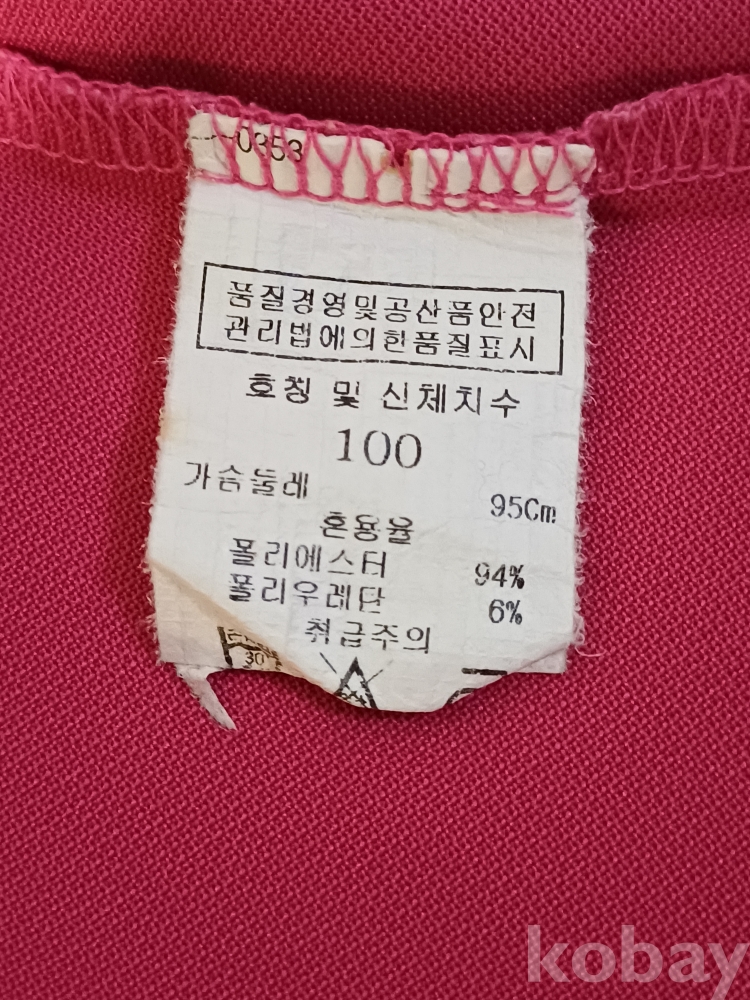 0353
품질경영및공산품안전
관리법에의한품질표시
호칭 및 신체치수
100
가슴둘레 95Cm
혼용율
폴리에스터 94%
폴리우레탄 6%
취급주의
30
kobay